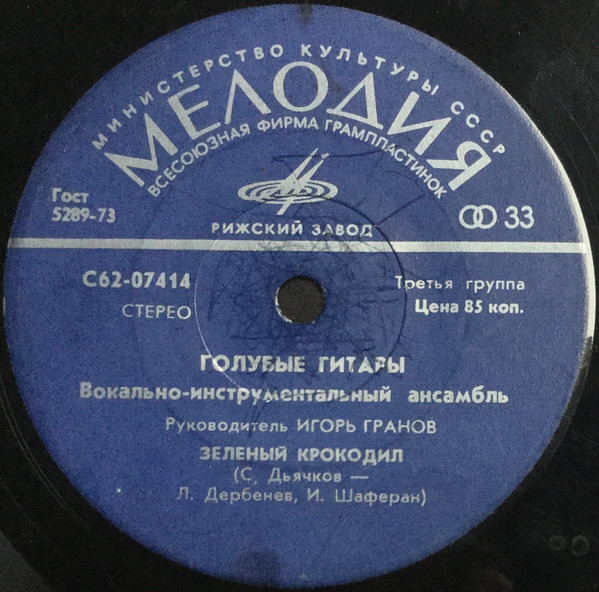 МИНИСТЕРСТВО КУЛЬТУРЫ СССР
МЕЛОДИЯ
ВСЕСОЮЗНАЯ ФИРМА ГРАМПЛАСТИНОК
Гост
5289-73
33
РИЖСКИЙ ЗАВОД
С62-07414
Третья группа
СТЕРЕО
Цена 85 коп.
ГОЛУБЫЕ ГИТАРЫ
Вокально-инструментальный ансамбль
Руководитель ИГОРЬ ГРАНОВ
ЗЕЛЕНЫЙ КРОКОДИЛ
(С. Дьячков —
Л. Дербенев, И. Шаферан)